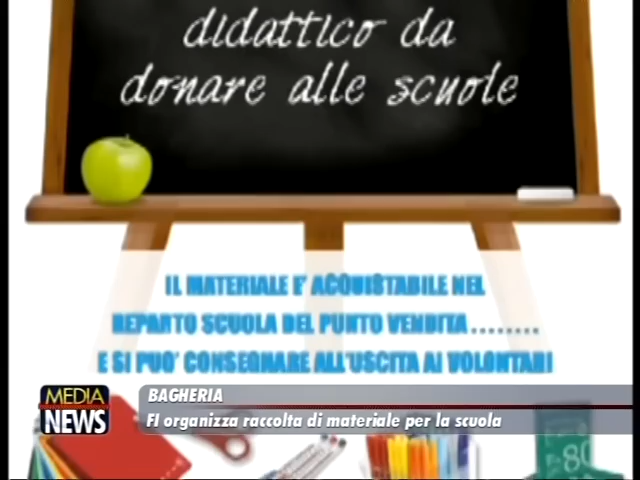 didattico da
donare alle scuole
IL MATERIALE E' ACQUISTABILE NEL
REPARTO SCUOLA DEL PUNTO VENDITA ........
E SI PUO' CONSEGNARE ALL'USCITA AI VOLONTARI
MEDIA
NEWS
BAGHERIA
FI organizza raccolta di materiale per la scuola
80